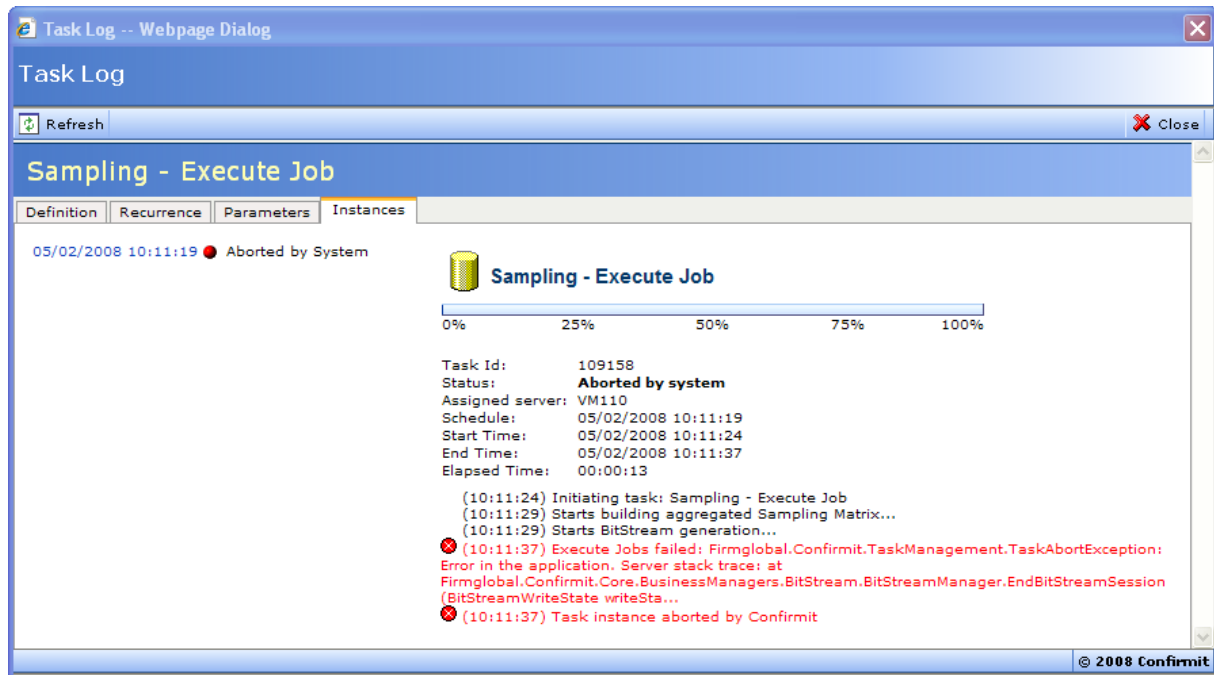 Task Log -- Webpage Dialog
Task Log
Refresh
Close
Sampling - Execute Job
Definition Recurrence Parameters Instances
05/02/2008 10:11:19 Aborted by System
Sampling - Execute Job
0% 25% 50% 75% 100%
Task Id: 109158
Status: Aborted by system
Assigned server: VM110
Schedule: 05/02/2008 10:11:19
Start Time: 05/02/2008 10:11:24
End Time: 05/02/2008 10:11:37
Elapsed Time: 00:00:13
(10:11:24) Initiating task: Sampling - Execute Job
(10:11:29) Starts building aggregated Sampling Matrix...
(10:11:29) Starts BitStream generation...
(10:11:37) Execute Jobs failed: Firmglobal.Confirmit.TaskManagement.TaskAbortException:
Error in the application. Server stack trace: at
Firmglobal.Confirmit.Core.BusinessManagers.BitStream.BitStreamManager.EndBitStreamSession
(BitStreamWriteState writeSta...
(10:11:37) Task instance aborted by Confirmit
© 2008 Confirmit